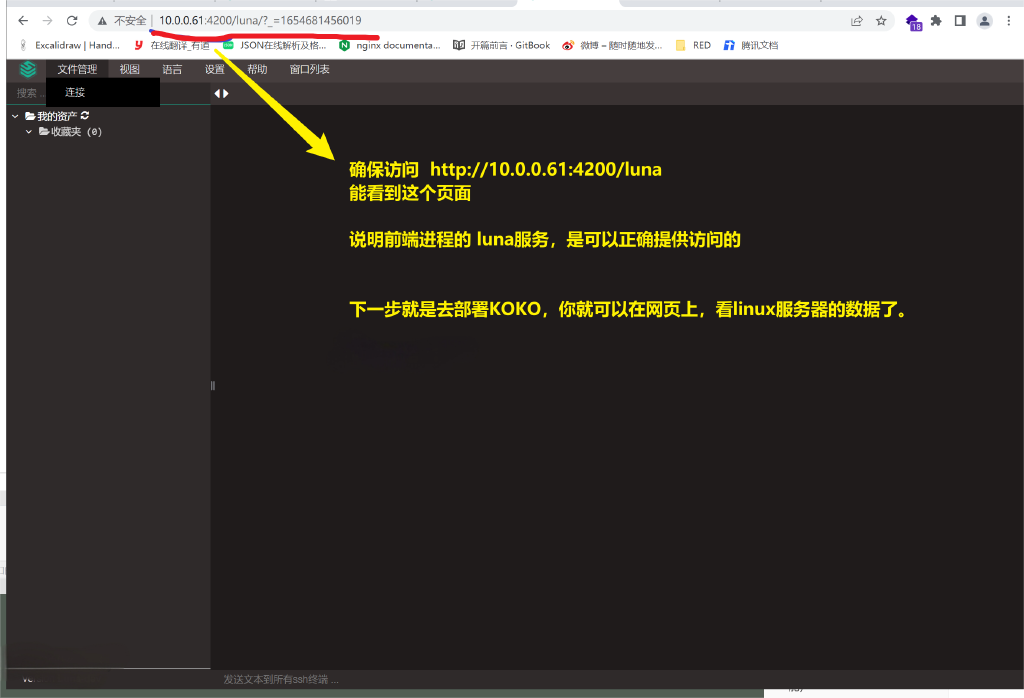 不安全 10.0.0.61:4200/luna/?_=1654681456019
18
Excalidraw | Hand... 在线翻译_有道 JSON在线解析及格... nginx documenta... 开篇前言 · GitBook 微博 – 随时随地发... RED 腾讯文档
文件管理 视图 语言 设置 帮助 窗口列表
搜索 ...
连接
我的资产
收藏夹 (0)
确保访问 http://10.0.0.61:4200/luna
能看到这个页面
说明前端进程的 luna服务，是可以正确提供访问的
下一步就是去部署KOKO，你就可以在网页上，看linux服务器的数据了。
发送文本到所有ssh终端 ...